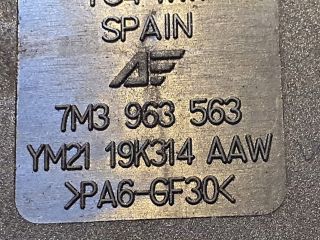 SPAIN
7M3 963 563
YM21 19K314 AAW
>PA6-GF30<